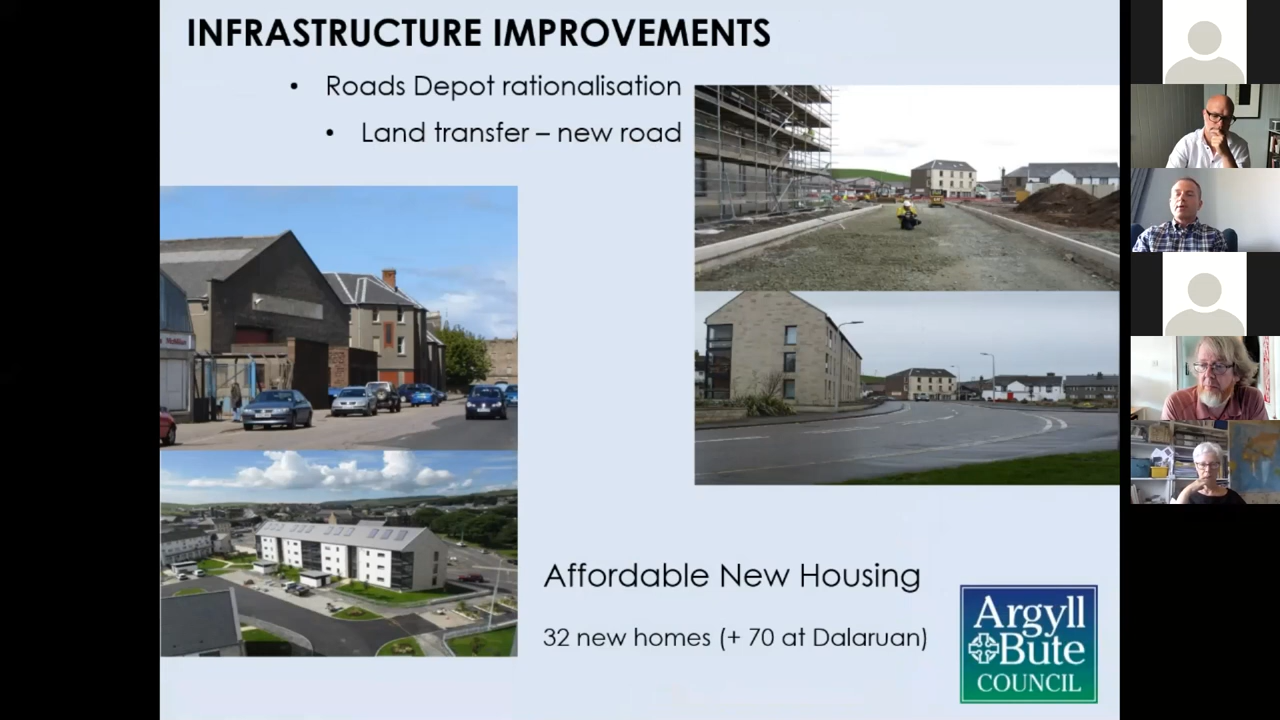 INFRASTRUCTURE IMPROVEMENTS
• Roads Depot rationalisation
• Land transfer – new road
Affordable New Housing
32 new homes (+ 70 at Dalaruan)
Argyll
Bute
COUNCIL